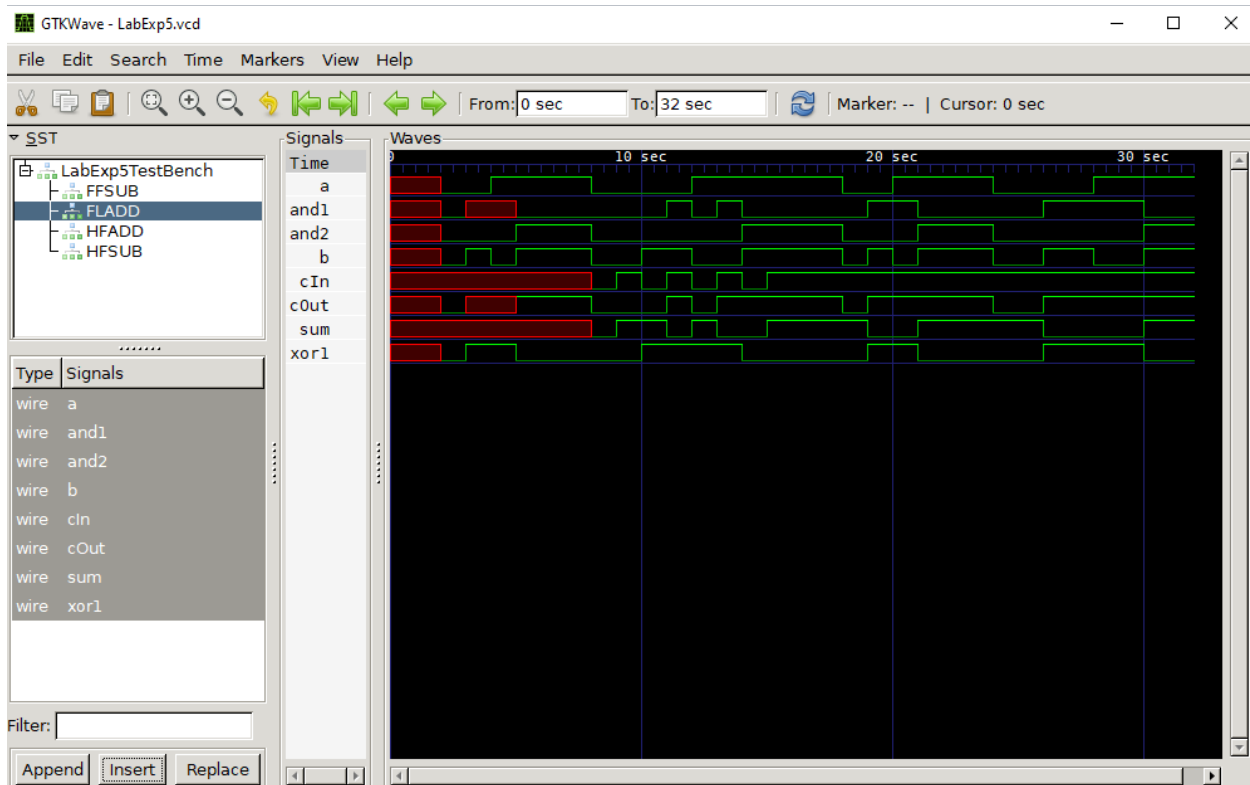 GTKWave - LabExp5.vcd
File Edit Search Time Markers View Help
From: 0 sec To: 32 sec Marker: -- | Cursor: 0 sec
SST
LabExp5TestBench
FFSUB
FLADD
HFADD
HFSUB
Type Signals
wire a
wire and1
wire and2
wire b
wire cIn
wire cOut
wire sum
wire xor1
Filter:
Append Insert Replace
Signals
Time
a
and1
and2
b
cIn
cOut
sum
xor1
Waves
0 10 sec 20 sec 30 sec